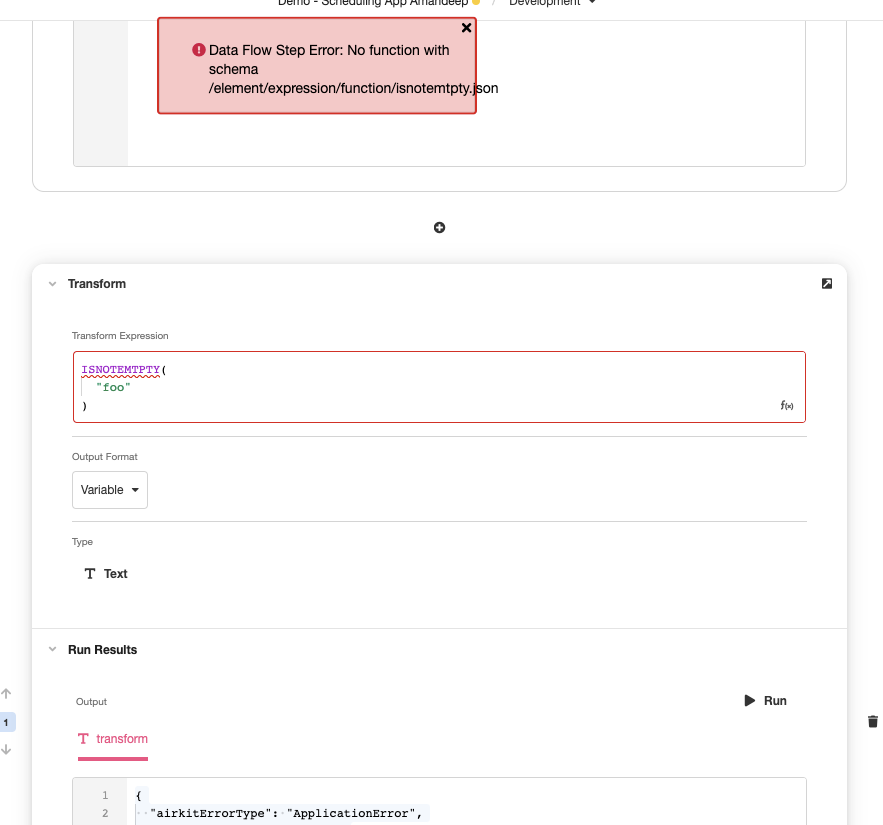 Demo - Scheduling App Amandeep / Development
Data Flow Step Error: No function with
schema
/element/expression/function/isnotemtpty.json
Transform
Transform Expression
ISNOTEMTPTY(
"foo"
)
f(x)
Output Format
Variable
Type
T Text
Run Results
Output
Run
1
T transform
1 {
2 "airkitErrorType": "ApplicationError",